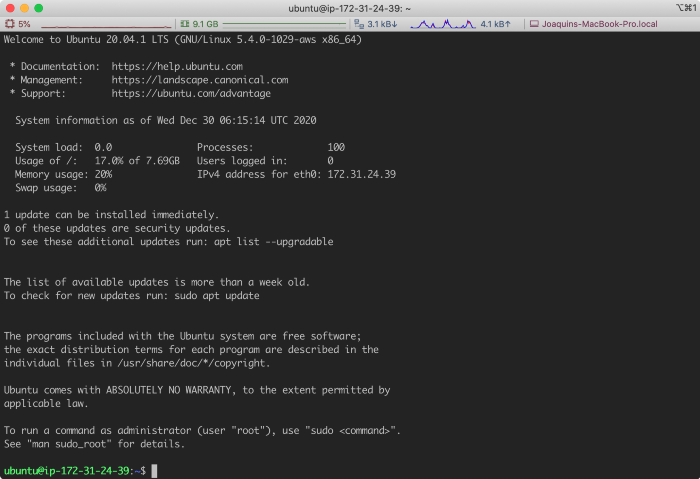 ubuntu@ip-172-31-24-39: ~
⌥⌘1
5% 9.1 GB 3.1 kB↓ 4.1 kB↑ Joaquins-MacBook-Pro.local
Welcome to Ubuntu 20.04.1 LTS (GNU/Linux 5.4.0-1029-aws x86_64)
* Documentation: https://help.ubuntu.com
* Management: https://landscape.canonical.com
* Support: https://ubuntu.com/advantage
System information as of Wed Dec 30 06:15:14 UTC 2020
System load: 0.0 Processes: 100
Usage of /: 17.0% of 7.69GB Users logged in: 0
Memory usage: 20% IPv4 address for eth0: 172.31.24.39
Swap usage: 0%
1 update can be installed immediately.
0 of these updates are security updates.
To see these additional updates run: apt list --upgradable
The list of available updates is more than a week old.
To check for new updates run: sudo apt update
The programs included with the Ubuntu system are free software;
the exact distribution terms for each program are described in the
individual files in /usr/share/doc/*/copyright.
Ubuntu comes with ABSOLUTELY NO WARRANTY, to the extent permitted by
applicable law.
To run a command as administrator (user "root"), use "sudo <command>".
See "man sudo_root" for details.
ubuntu@ip-172-31-24-39:~$